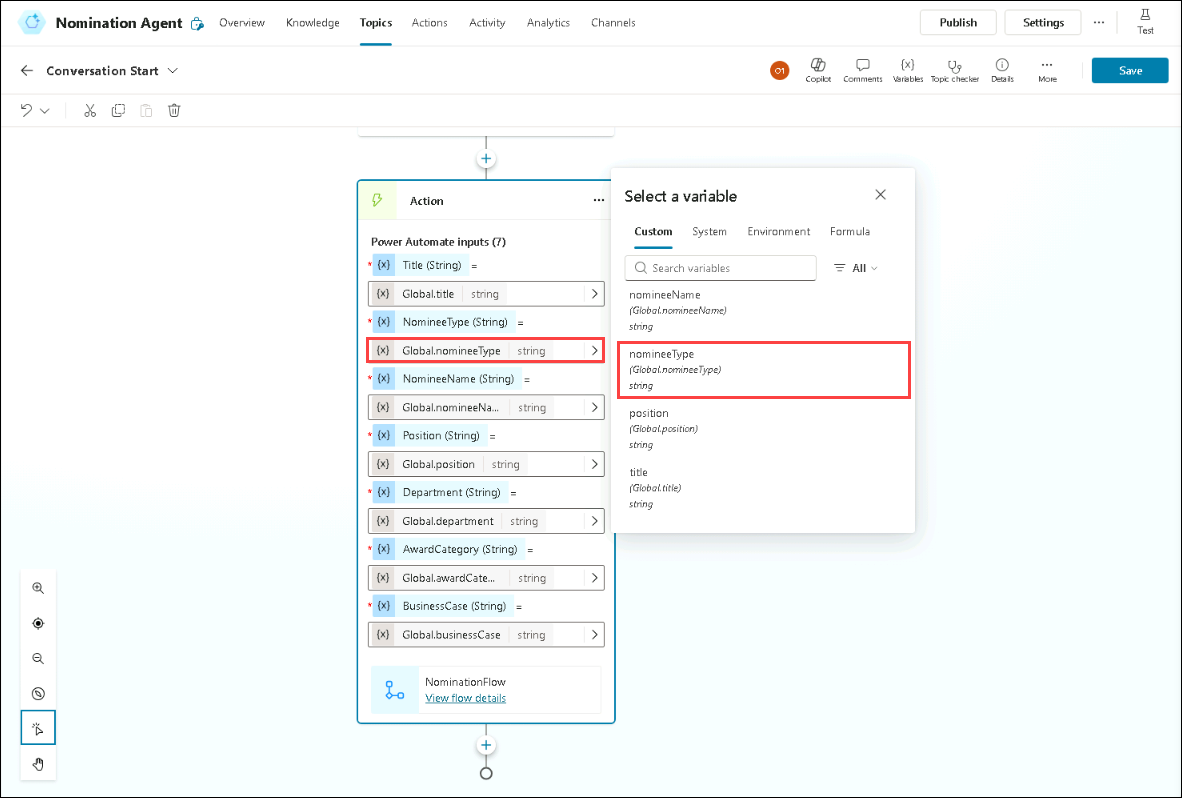 Nomination Agent
Overview
Knowledge
Topics
Actions
Activity
Analytics
Channels
Publish
Settings
Test
Conversation Start
01
Copilot
Comments
{x}
Variables
Topic checker
Details
More
Save
Action
Power Automate inputs (7)
* {x} Title (String) =
{x} Global.title string
* {x} NomineeType (String) =
{x} Global.nomineeType string
* {x} NomineeName (String) =
{x} Global.nomineeNa... string
* {x} Position (String) =
{x} Global.position string
* {x} Department (String) =
{x} Global.department string
* {x} AwardCategory (String) =
{x} Global.awardCate... string
* {x} BusinessCase (String) =
{x} Global.businessCase string
NominationFlow
View flow details
Select a variable
Custom
System
Environment
Formula
Search variables
All
nomineeName
(Global.nomineeName)
string
nomineeType
(Global.nomineeType)
string
position
(Global.position)
string
title
(Global.title)
string